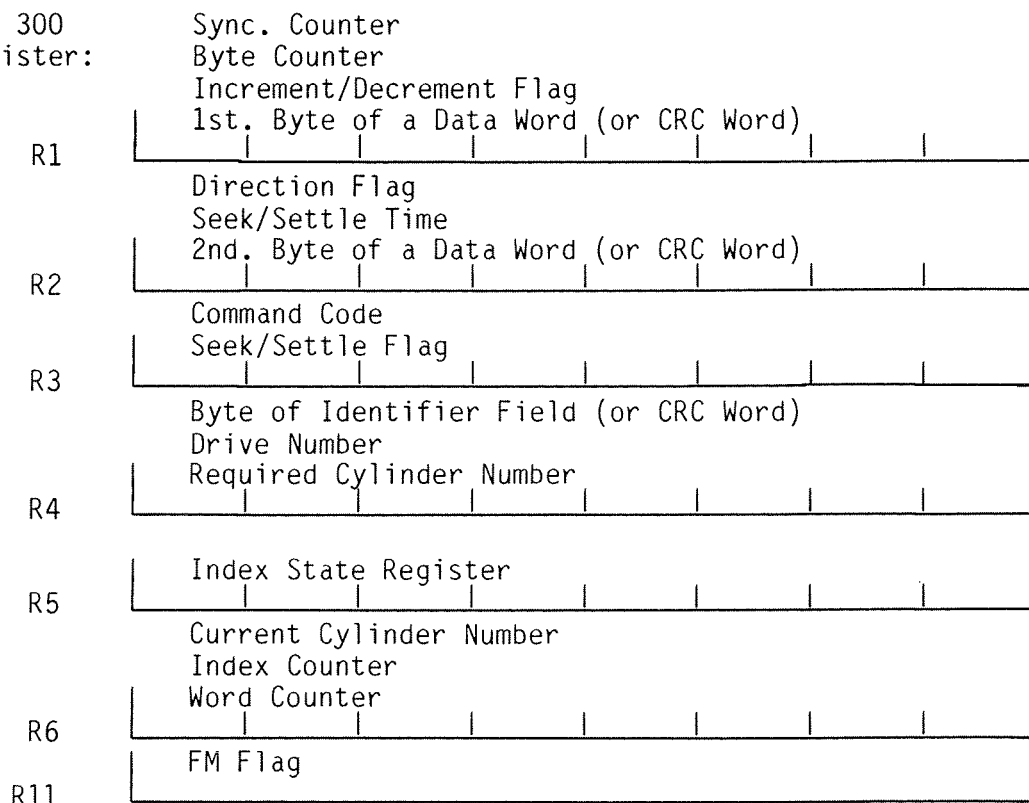 300 Sync. Counter
ister: Byte Counter
Increment/Decrement Flag
1st. Byte of a Data Word (or CRC Word)
R1
Direction Flag
Seek/Settle Time
2nd. Byte of a Data Word (or CRC Word)
R2
Command Code
Seek/Settle Flag
R3
Byte of Identifier Field (or CRC Word)
Drive Number
Required Cylinder Number
R4
Index State Register
R5
Current Cylinder Number
Index Counter
Word Counter
R6
FM Flag
R11